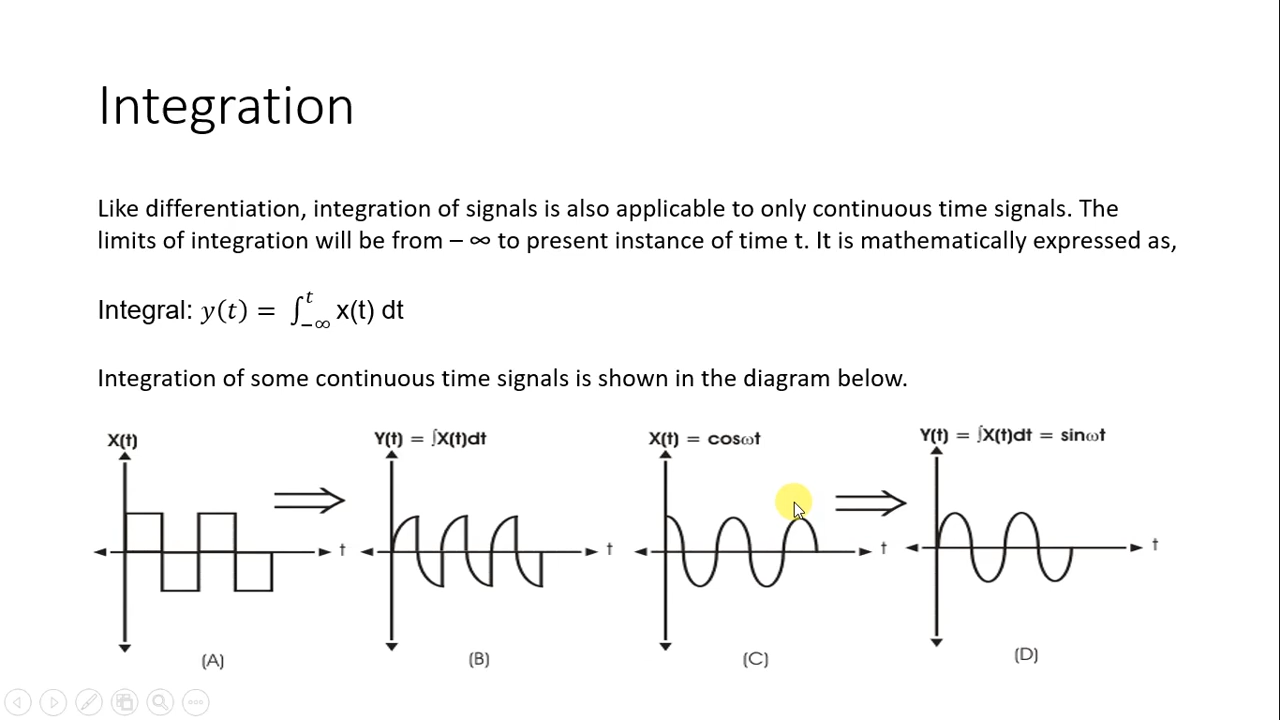 Integration
Like differentiation, integration of signals is also applicable to only continuous time signals. The
limits of integration will be from – ∞ to present instance of time t. It is mathematically expressed as,
Integral: y(t) = ∫_{-∞}^{t} x(t) dt
Integration of some continuous time signals is shown in the diagram below.
X(t)
t
(A)
Y(t) = ∫X(t)dt
t
(B)
X(t) = cosωt
t
(C)
Y(t) = ∫X(t)dt = sinωt
t
(D)